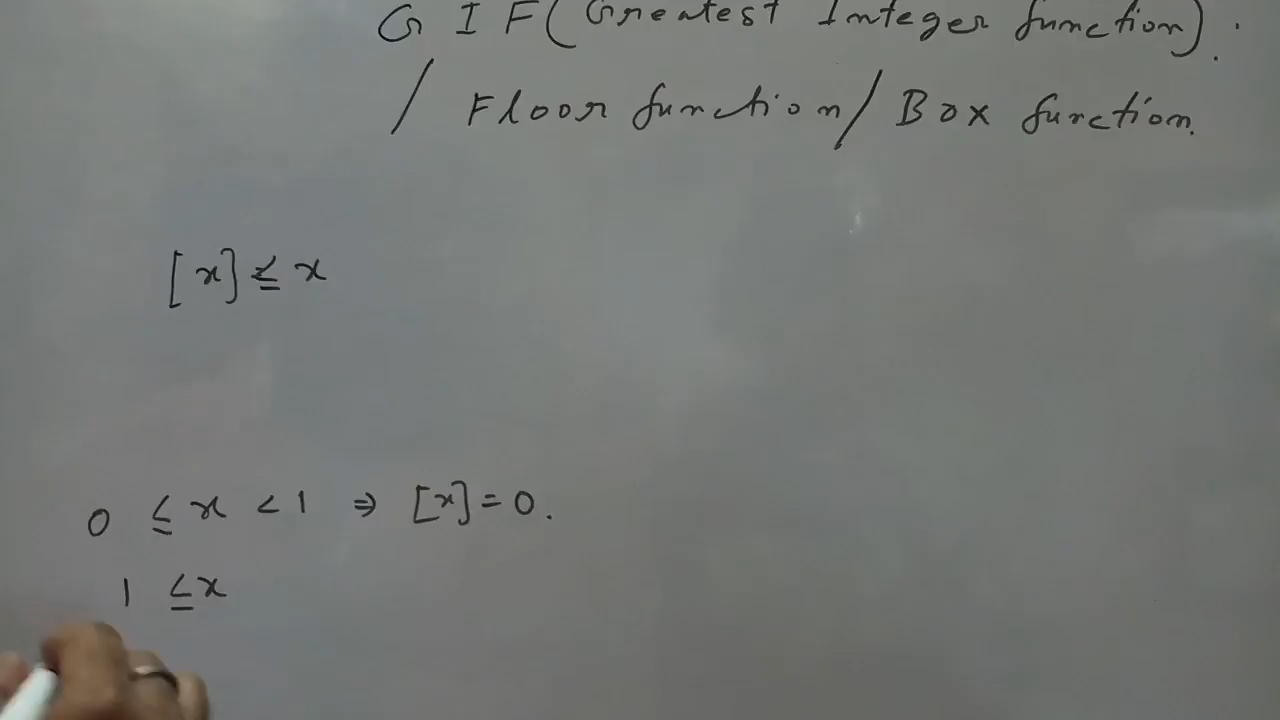 G I F ( Greatest Integer function ) .
/ Floor function / Box function.
[x] ≤ x
0 ≤ x < 1 ⇒ [x] = 0 .
1 ≤ x